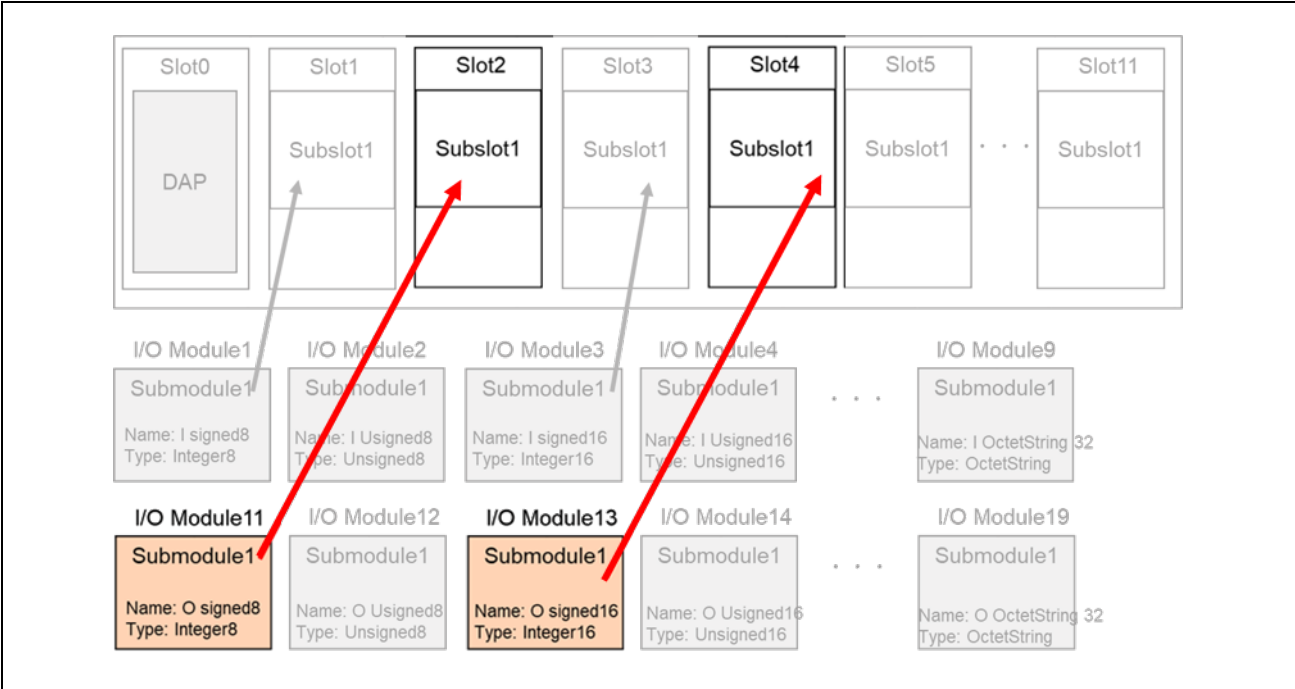 Slot0 Slot1 Slot2 Slot3 Slot4 Slot5 Slot11
DAP Subslot1 Subslot1 Subslot1 Subslot1 Subslot1 . . . Subslot1
I/O Module1 I/O Module2 I/O Module3 I/O Module4 I/O Module9
Submodule1 Submodule1 Submodule1 Submodule1 . . . Submodule1
Name: I signed8 Name: I Usigned8 Name: I signed16 Name: I Usigned16 Name: I OctetString 32
Type: Integer8 Type: Unsigned8 Type: Integer16 Type: Unsigned16 Type: OctetString
I/O Module11 I/O Module12 I/O Module13 I/O Module14 I/O Module19
Submodule1 Submodule1 Submodule1 Submodule1 . . . Submodule1
Name: O signed8 Name: O Usigned8 Name: O signed16 Name: O Usigned16 Name: O OctetString 32
Type: Integer8 Type: Unsigned8 Type: Integer16 Type: Unsigned16 Type: OctetString